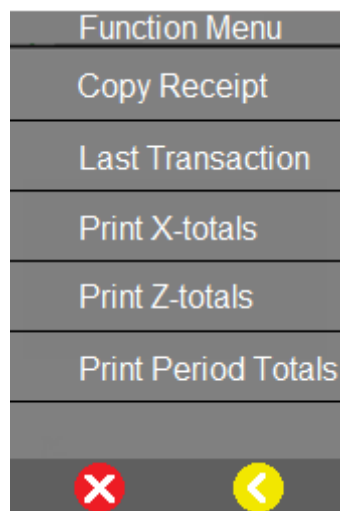 Function Menu
Copy Receipt
Last Transaction
Print X-totals
Print Z-totals
Print Period Totals